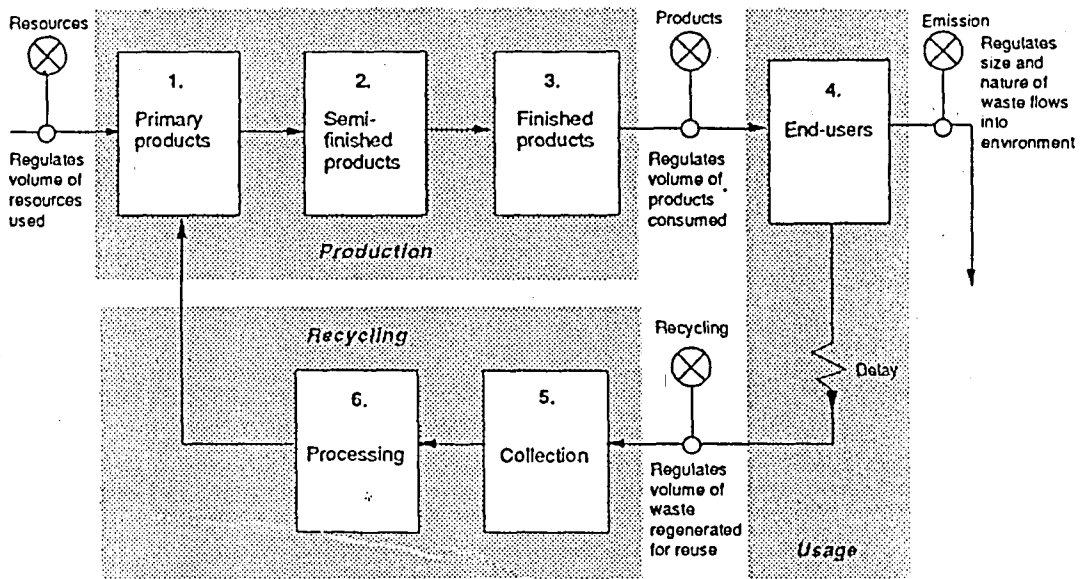 Resources
Regulates
volume of
resources
used
1.
Primary
products
2.
Semi-
finished
products
3.
Finished
products
Production
Products
Regulates
volume of
products
consumed
4.
End-users
Emission
Regulates
size and
nature of
waste flows
into
environment
Delay
Usage
Recycling
Regulates
volume of
waste
regenerated
for reuse
Recycling
5.
Collection
6.
Processing